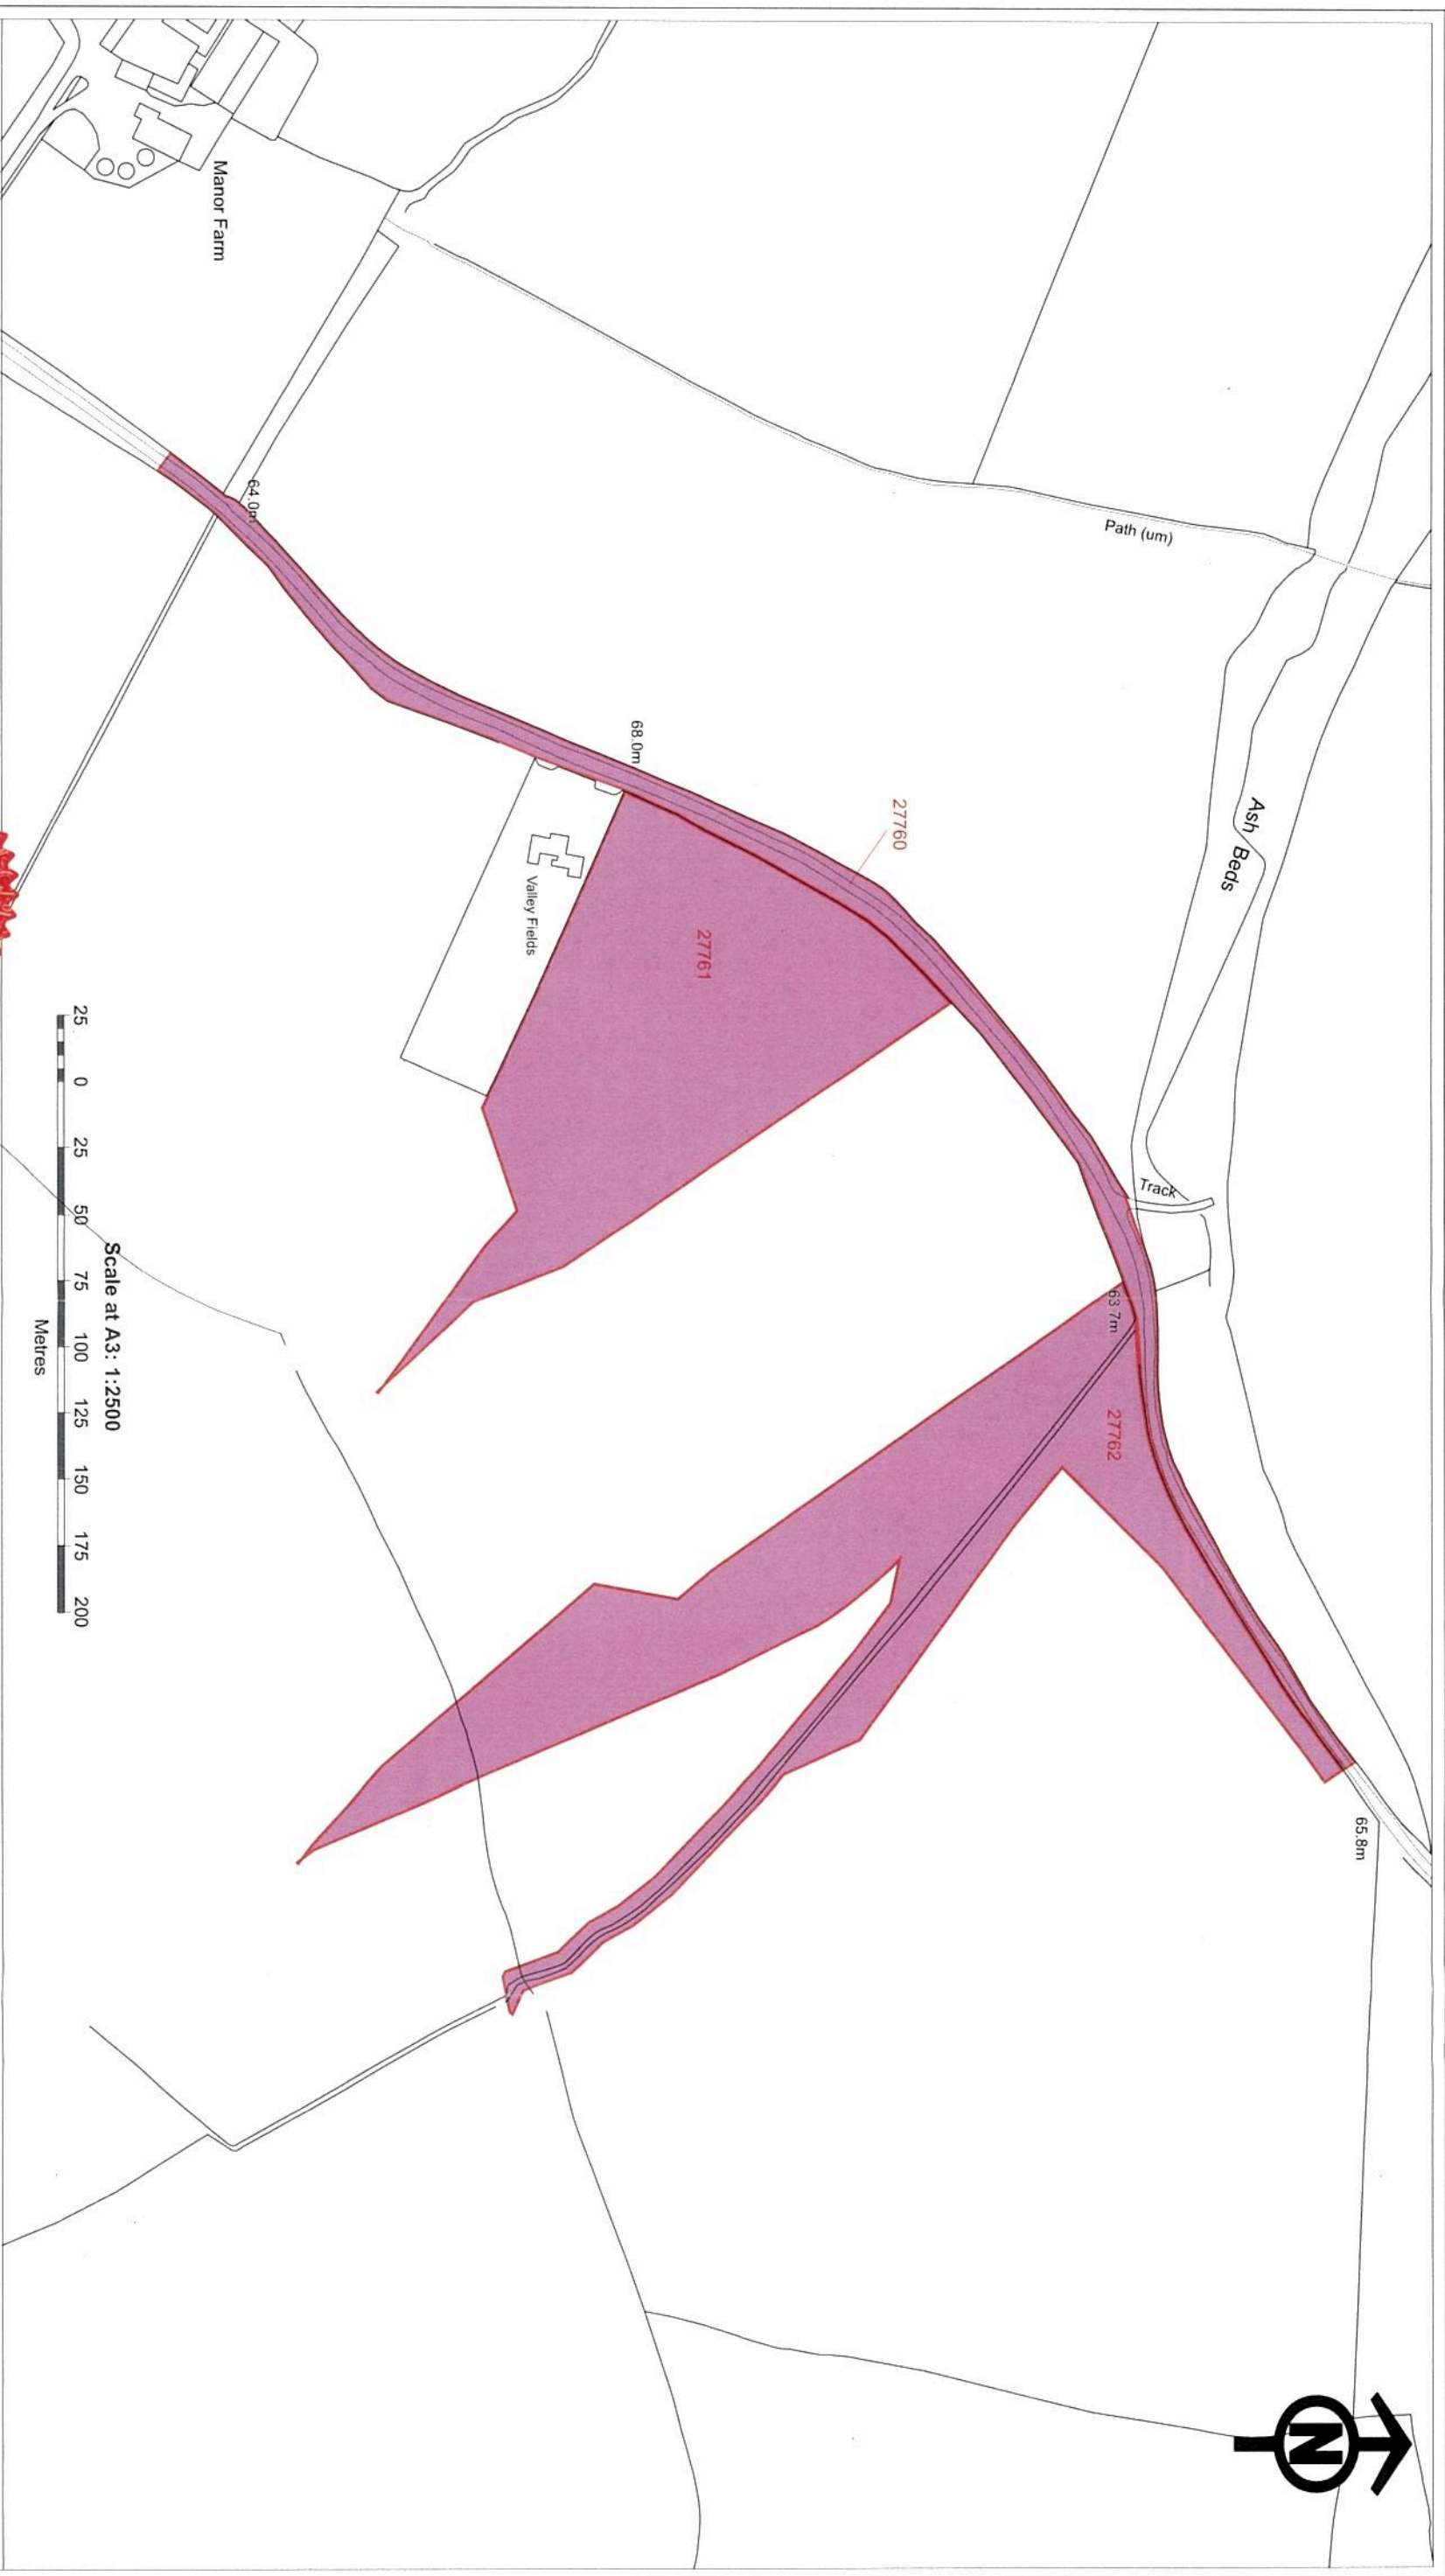 Path (um)
Ash Beds
Track
63.7m
27762
65.8m
N
27760
27761
68.0m
Valley Fields
Manor Farm
64.0m
Scale at A3: 1:2500
25 0 25 50 75 100 125 150 175 200
Metres